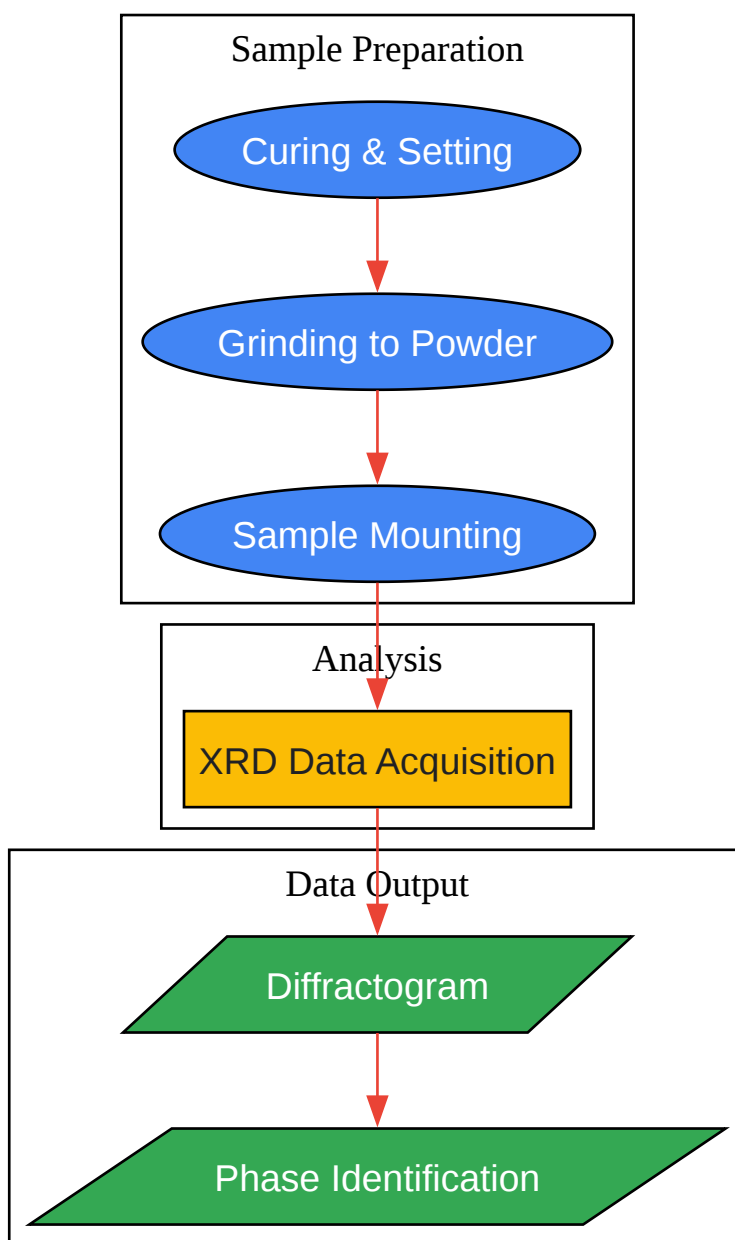 Sample Preparation
Curing & Setting
Grinding to Powder
Sample Mounting
Analysis
XRD Data Acquisition
Data Output
Diffractogram
Phase Identification